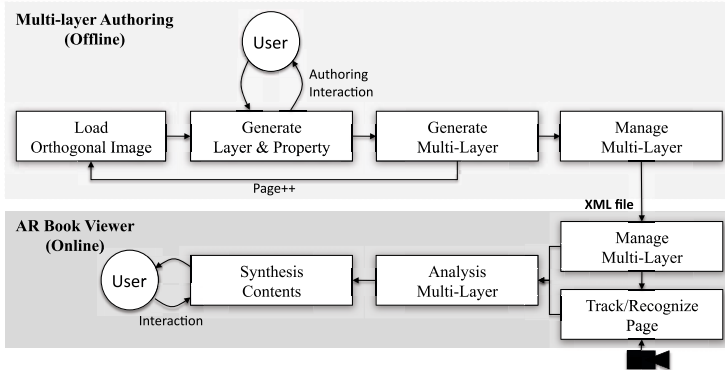 Multi-layer Authoring
(Offline)
User
Authoring
Interaction
Load
Orthogonal Image
Generate
Layer & Property
Generate
Multi-Layer
Manage
Multi-Layer
Page++
XML file
AR Book Viewer
(Online)
User
Interaction
Synthesis
Contents
Analysis
Multi-Layer
Manage
Multi-Layer
Track/Recognize
Page